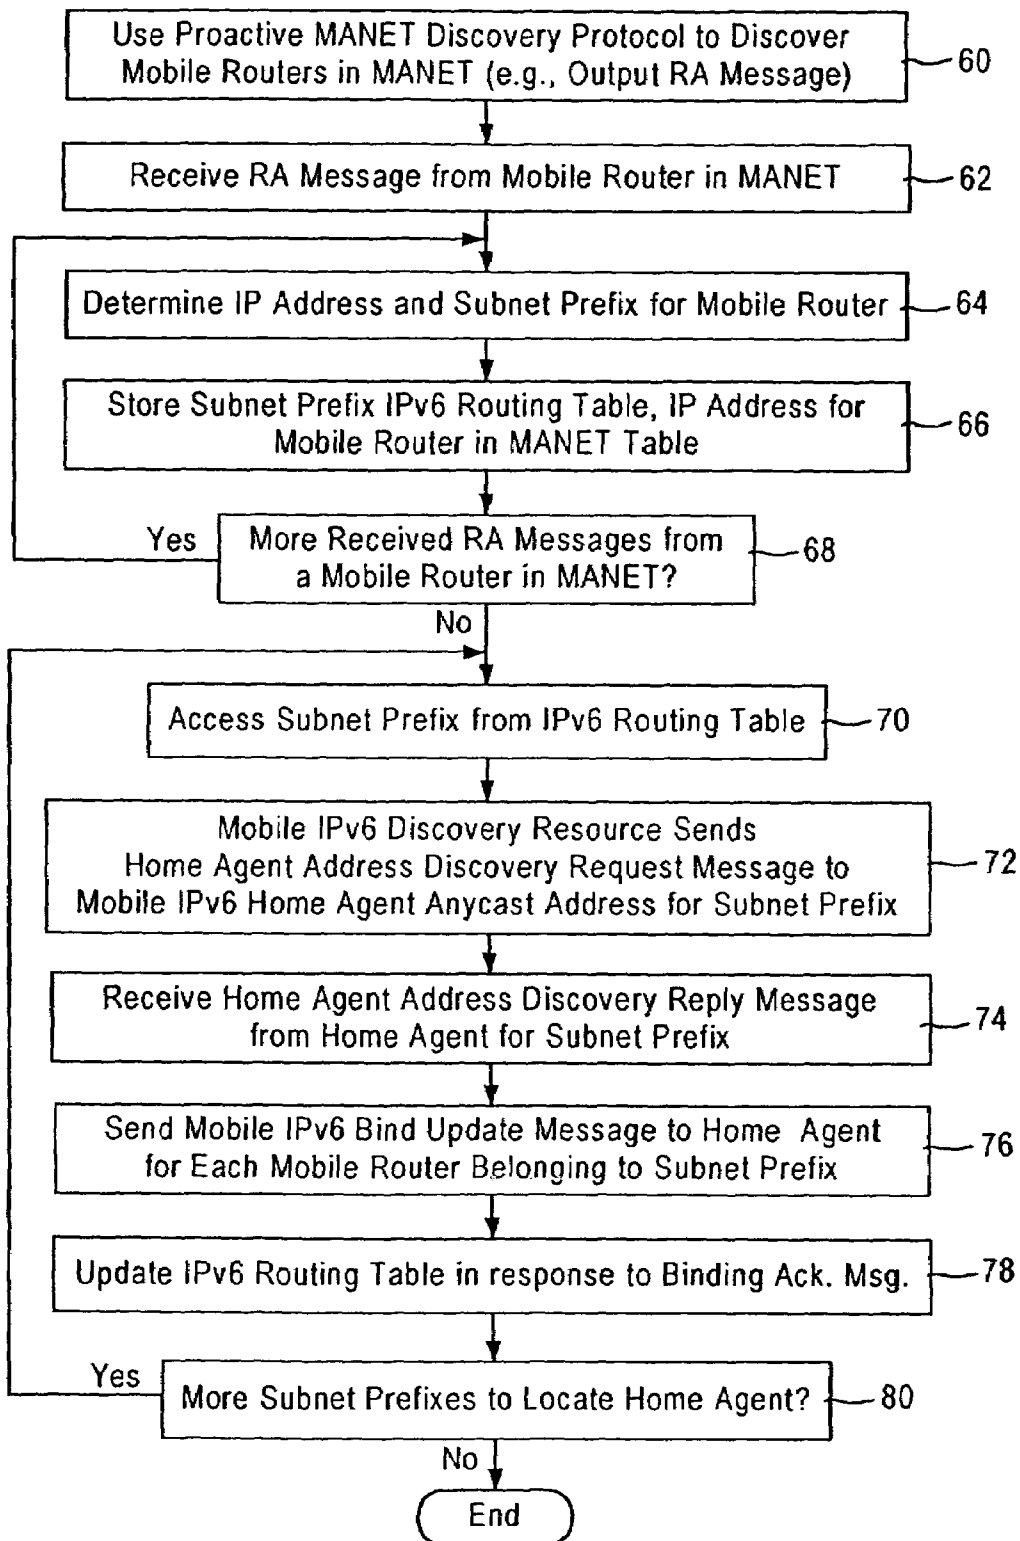 Use Proactive MANET Discovery Protocol to Discover
Mobile Routers in MANET (e.g., Output RA Message)
60
Receive RA Message from Mobile Router in MANET
62
Determine IP Address and Subnet Prefix for Mobile Router
64
Store Subnet Prefix IPv6 Routing Table, IP Address for
Mobile Router in MANET Table
66
Yes
More Received RA Messages from
a Mobile Router in MANET?
68
No
Access Subnet Prefix from IPv6 Routing Table
70
Mobile IPv6 Discovery Resource Sends
Home Agent Address Discovery Request Message to
Mobile IPv6 Home Agent Anycast Address for Subnet Prefix
72
Receive Home Agent Address Discovery Reply Message
from Home Agent for Subnet Prefix
74
Send Mobile IPv6 Bind Update Message to Home Agent
for Each Mobile Router Belonging to Subnet Prefix
76
Update IPv6 Routing Table in response to Binding Ack. Msg.
78
Yes
More Subnet Prefixes to Locate Home Agent?
80
No
End